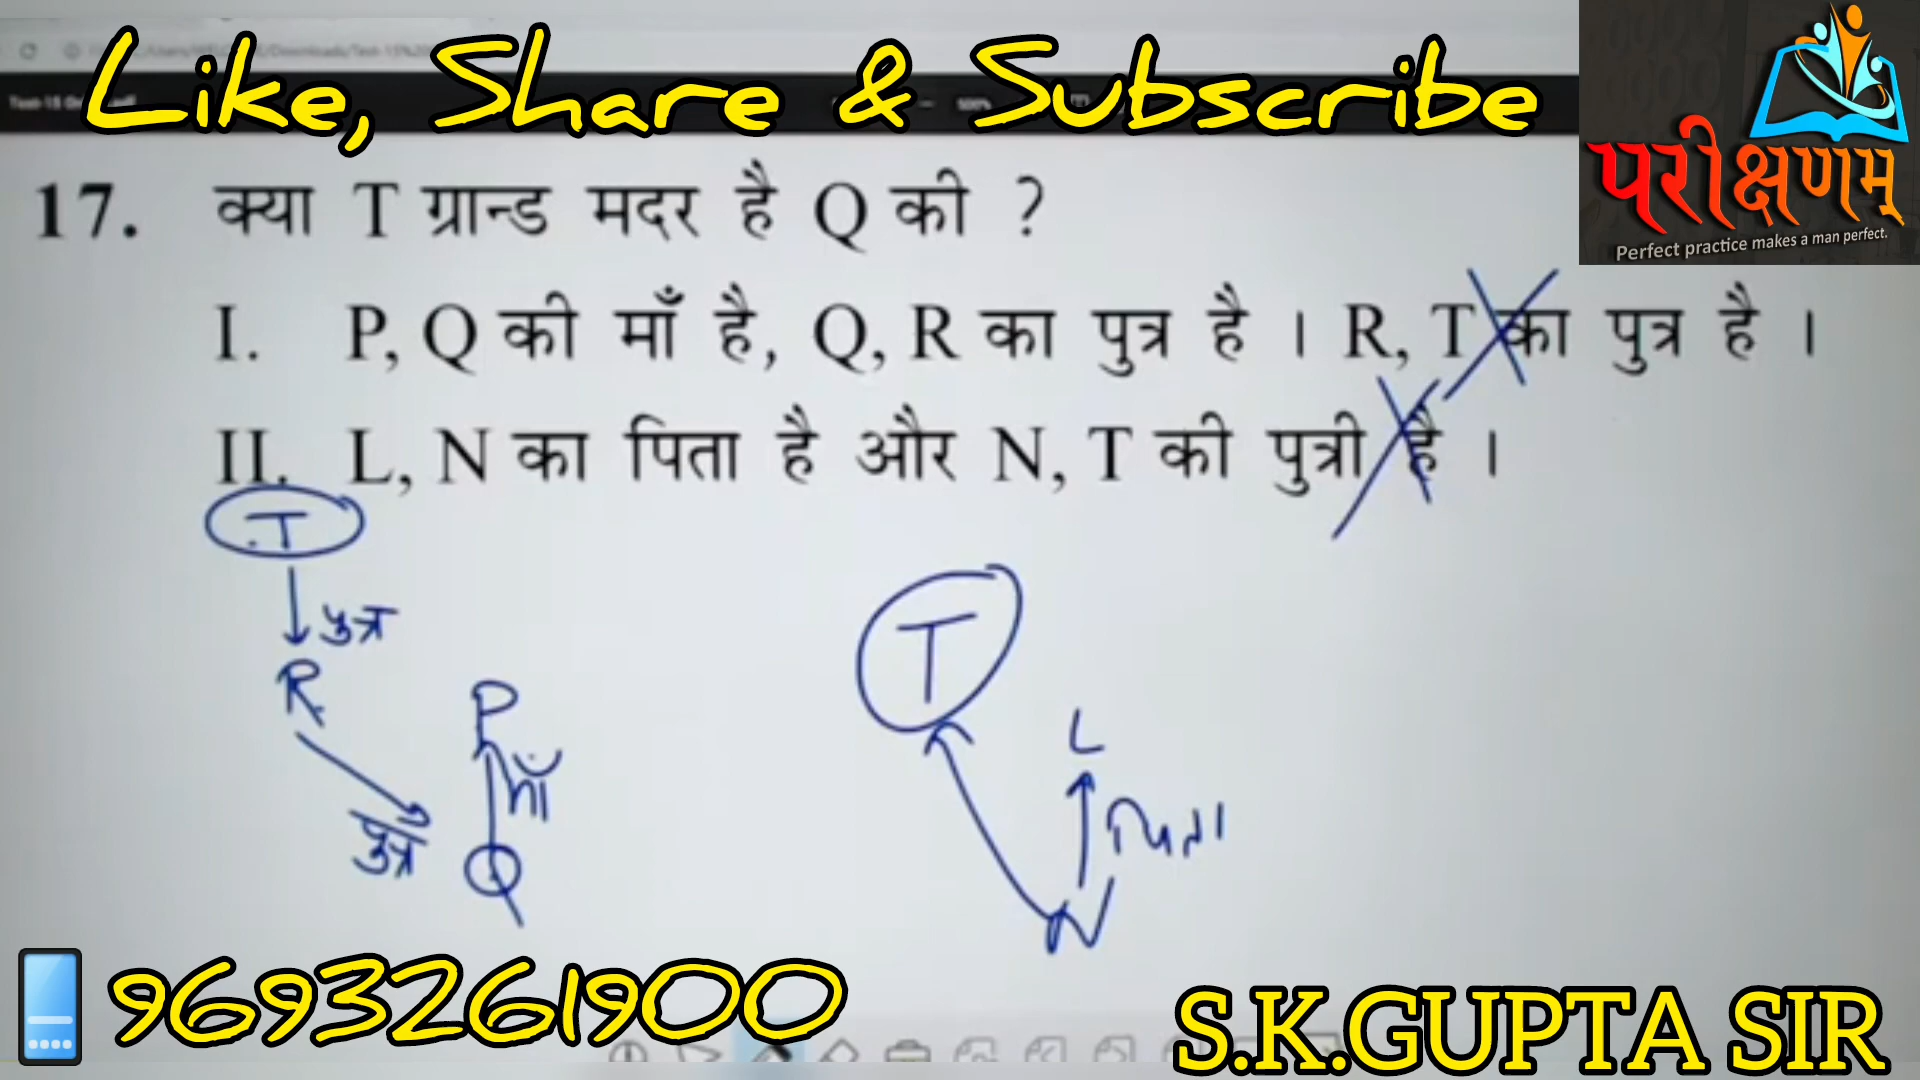 Like, Share & Subscribe
परीक्षणम्
Perfect practice makes a man perfect.
17. क्या T ग्रान्ड मदर है Q की ?
I. P, Q की माँ है, Q, R का पुत्र है । R, T का पुत्र है ।
II. L, N का पिता है और N, T की पुत्री है ।
T
पुत्र
R
P
माँ
पुत्र
Q
T
L
पिता
N
9693261900
S.K.GUPTA SIR